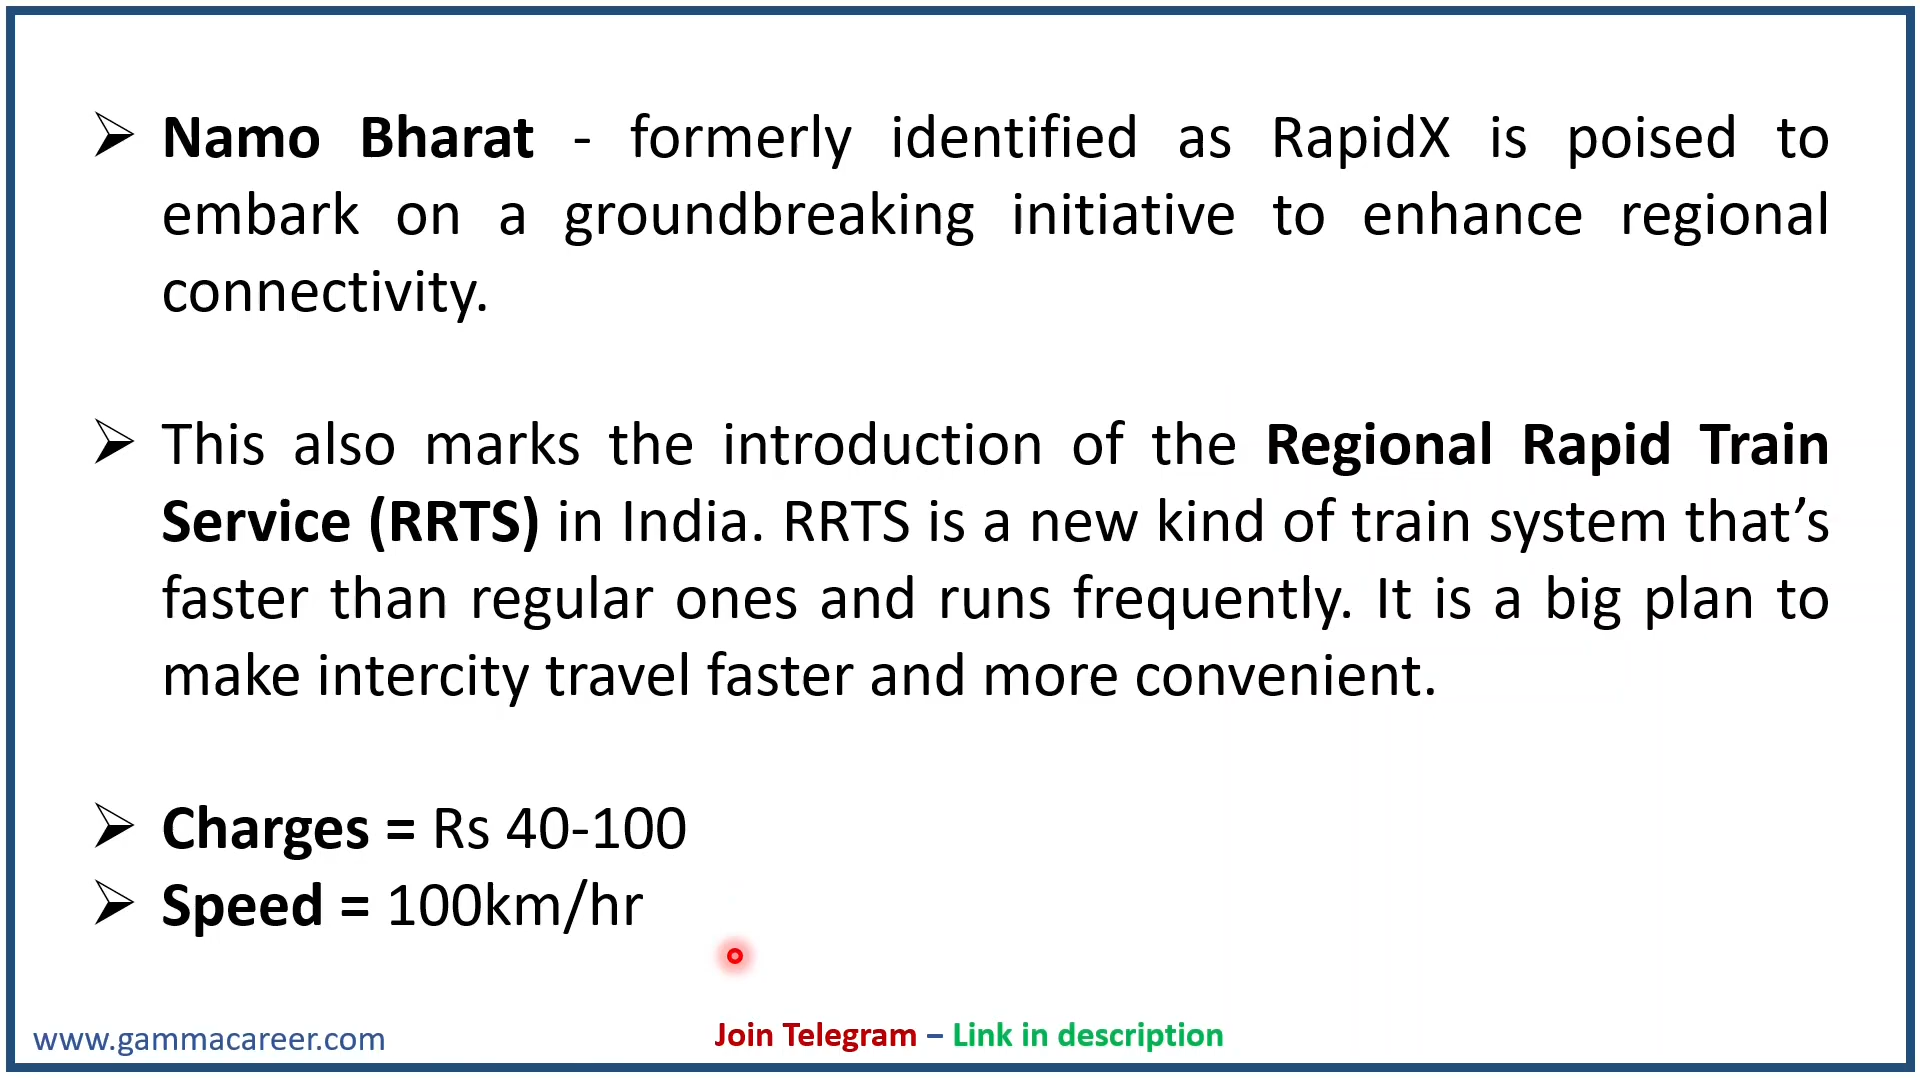 Namo Bharat - formerly identified as RapidX is poised to
embark on a groundbreaking initiative to enhance regional
connectivity.
This also marks the introduction of the Regional Rapid Train
Service (RRTS) in India. RRTS is a new kind of train system that’s
faster than regular ones and runs frequently. It is a big plan to
make intercity travel faster and more convenient.
Charges = Rs 40-100
Speed = 100km/hr
www.gammacareer.com
Join Telegram – Link in description